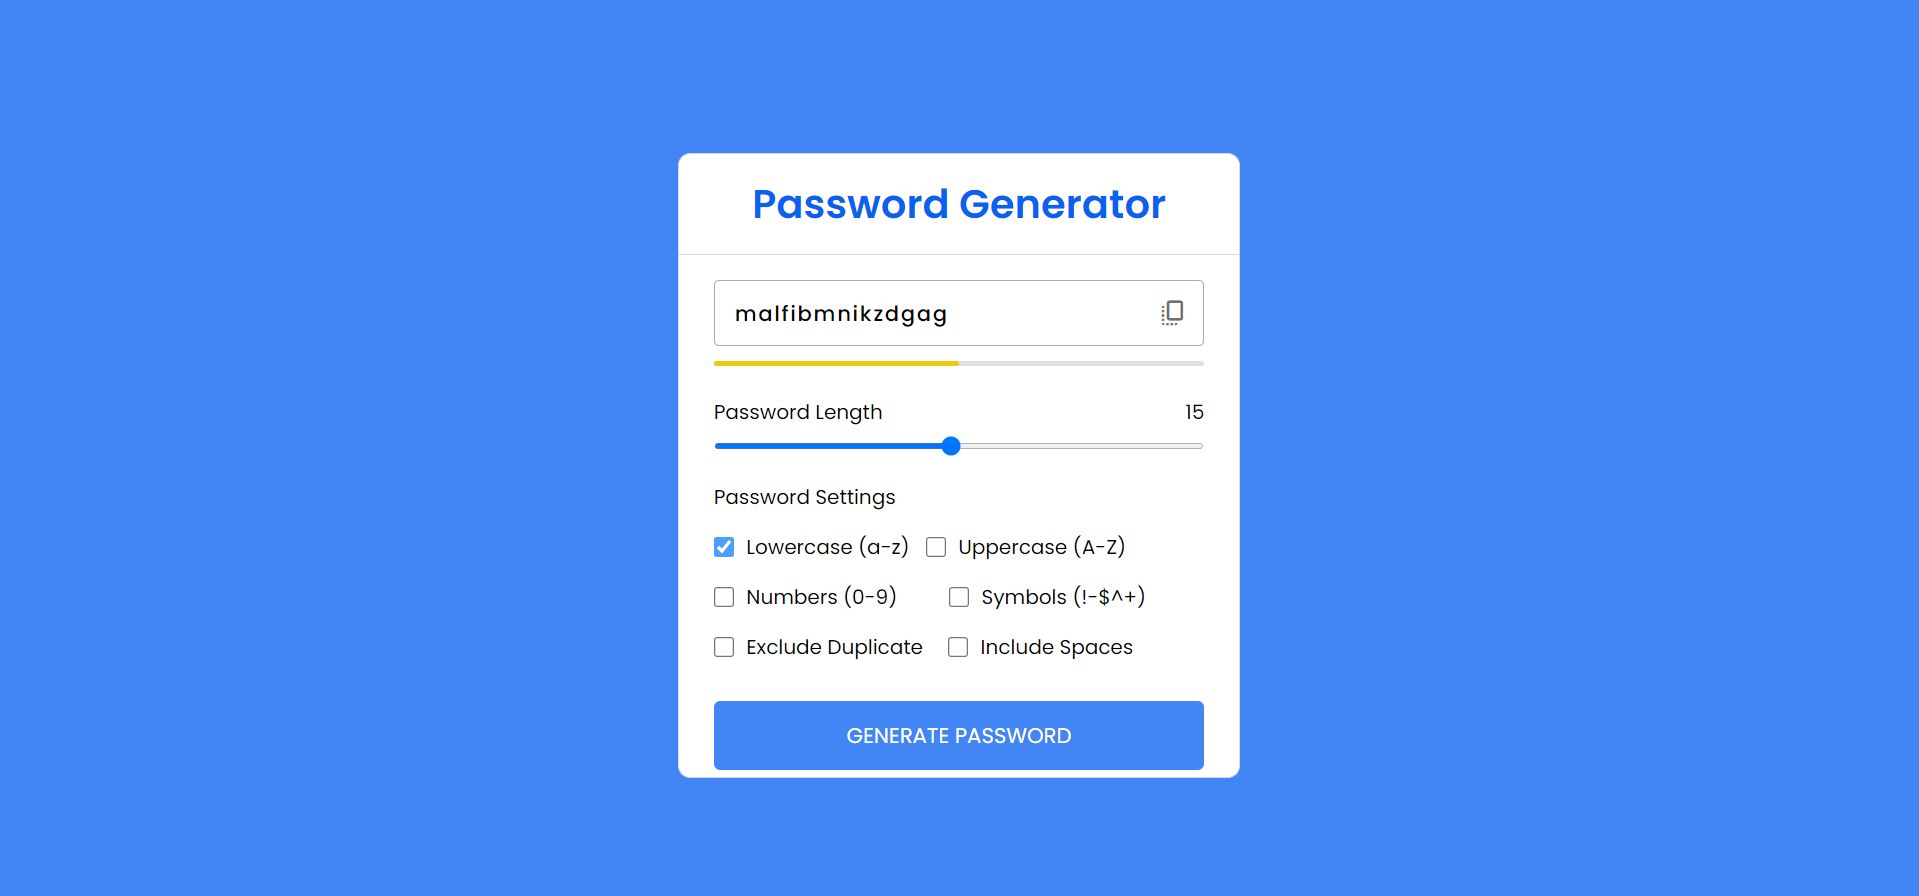 Password Generator
malfibmnikzdgag
Password Length 15
Password Settings
Lowercase (a-z) Uppercase (A-Z)
Numbers (0-9) Symbols (!-$^+)
Exclude Duplicate Include Spaces
GENERATE PASSWORD